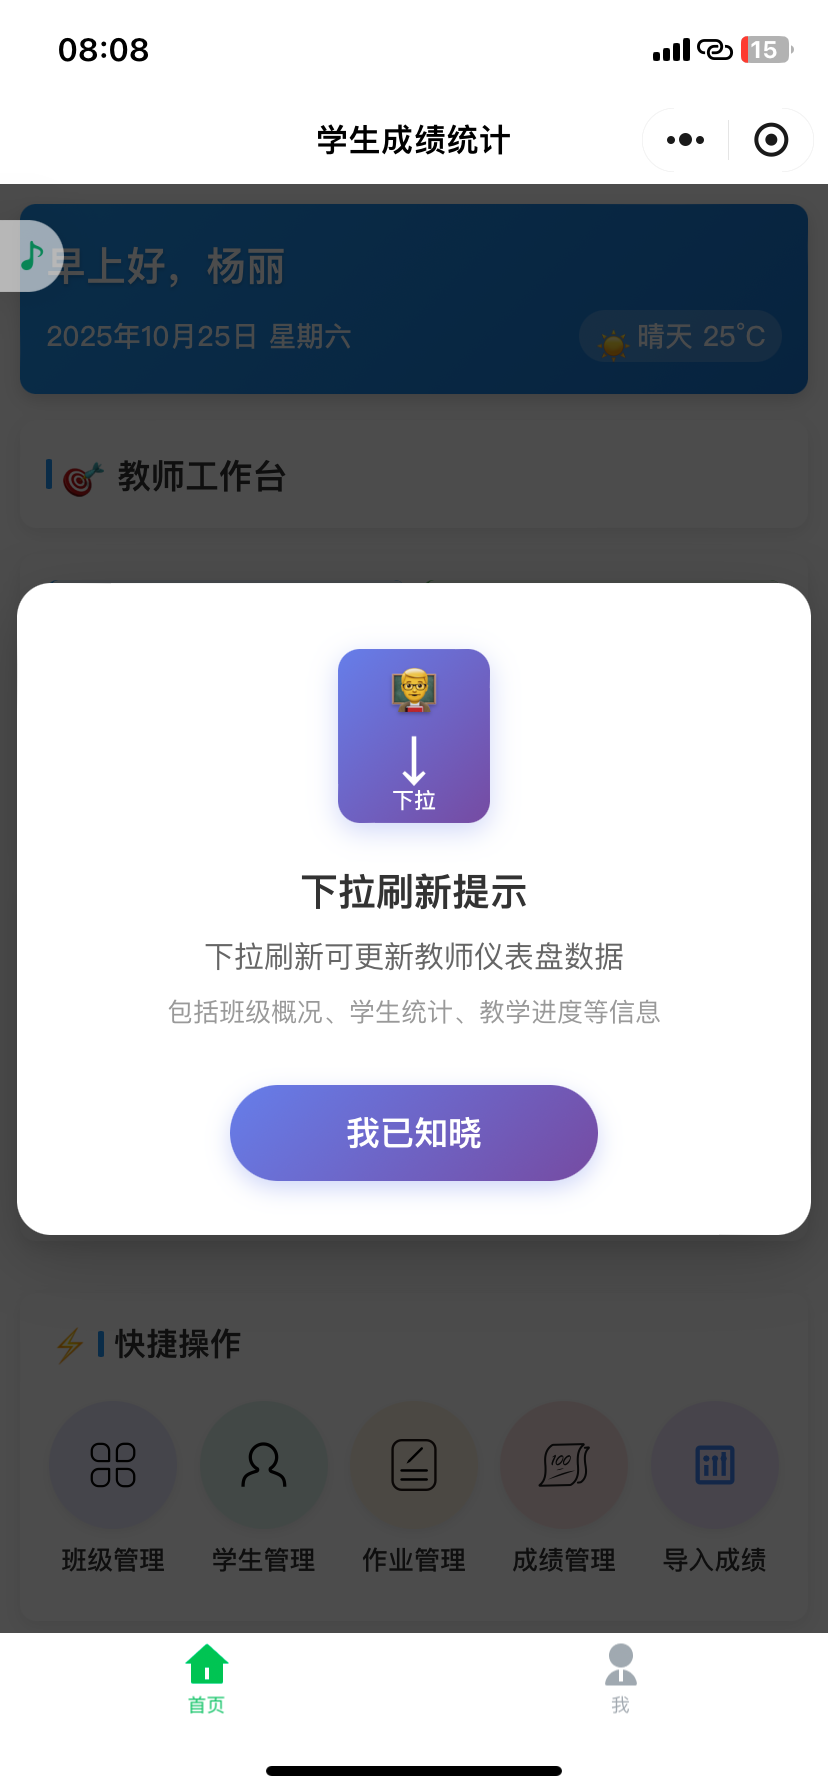 08:08
15
学生成绩统计
早上好，杨丽
2025年10月25日 星期六
晴天 25°C
教师工作台
下拉
下拉刷新提示
下拉刷新可更新教师仪表盘数据
包括班级概况、学生统计、教学进度等信息
我已知晓
快捷操作
100
班级管理
学生管理
作业管理
成绩管理
导入成绩
首页
我